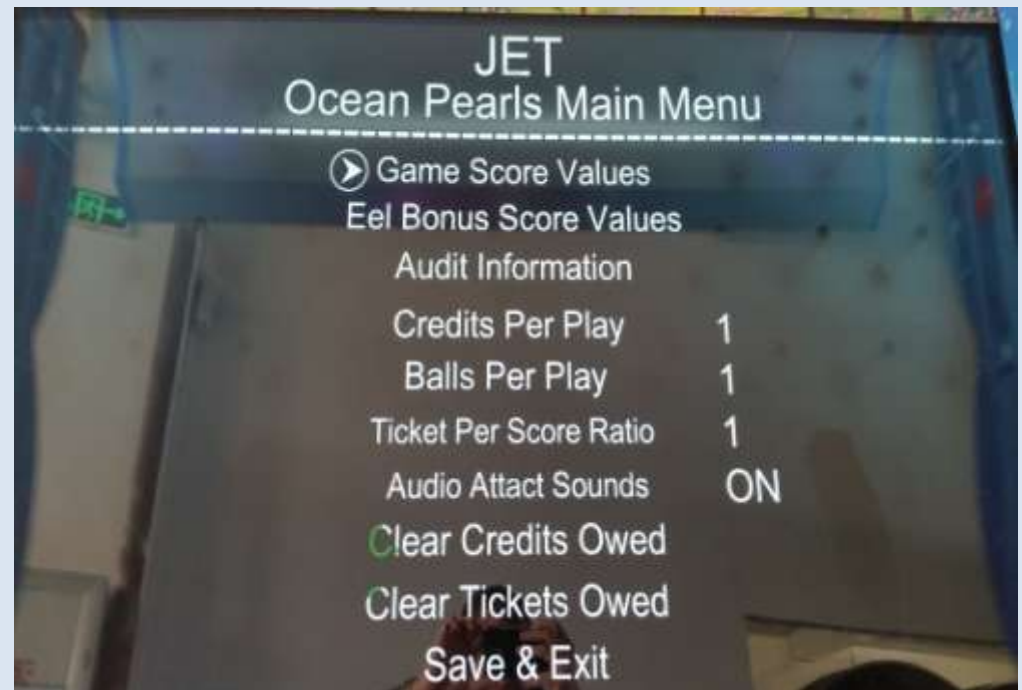 JET
Ocean Pearls Main Menu
Game Score Values
Eel Bonus Score Values
Audit Information
Credits Per Play 1
Balls Per Play 1
Ticket Per Score Ratio 1
Audio Attact Sounds ON
Clear Credits Owed
Clear Tickets Owed
Save & Exit